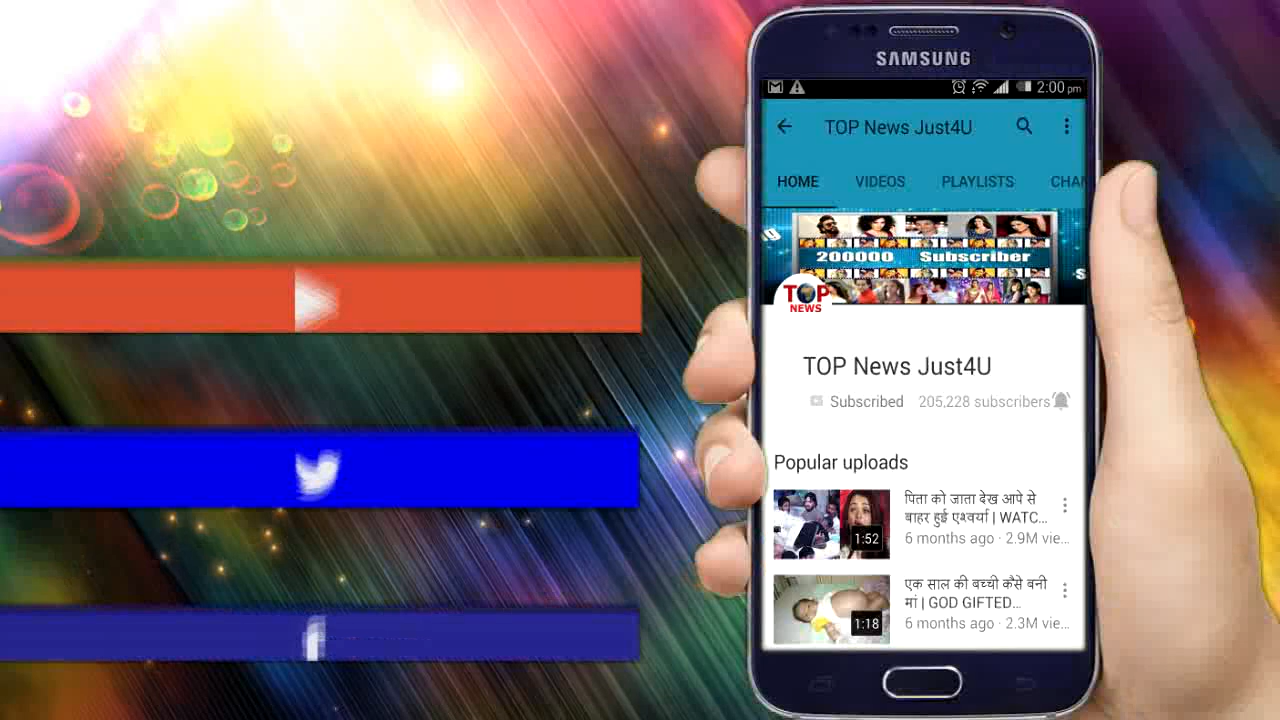 SAMSUNG
2:00 pm
TOP News Just4U
HOME VIDEOS PLAYLISTS CHAN
200000 Subscriber
TOP
NEWS
TOP News Just4U
Subscribed 205,228 subscribers
Popular uploads
पिता को जाता देख आपे से
बाहर हुई एश्वर्या | WATC...
1:52
6 months ago · 2.9M vie...
एक साल की बच्ची कैसे बनी
मां | GOD GIFTED...
1:18
6 months ago · 2.3M vie...